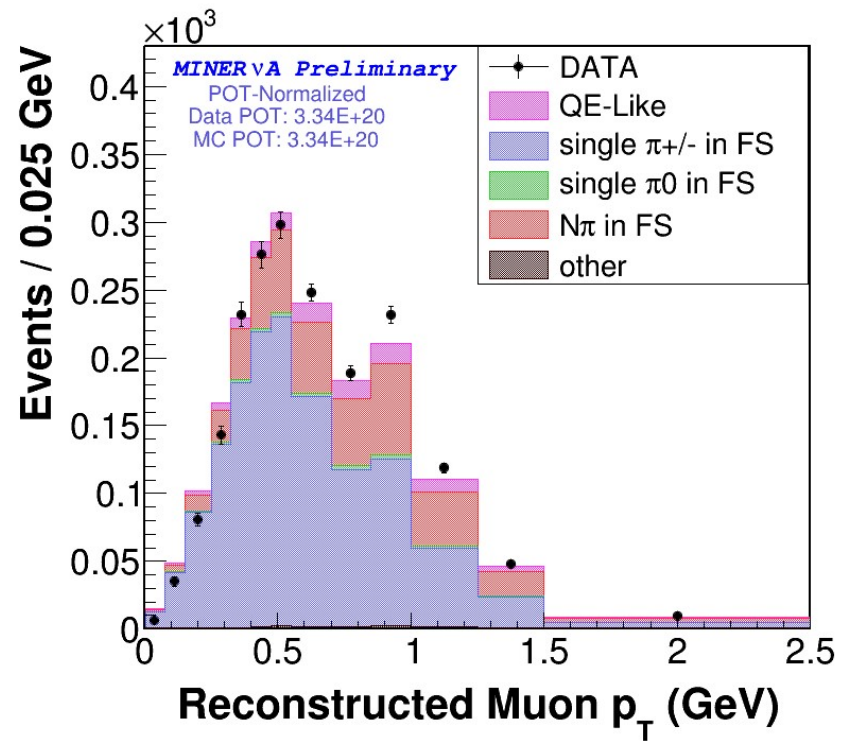 ×10³
MINERνA Preliminary
POT-Normalized
Data POT: 3.34E+20
MC POT: 3.34E+20
DATA
QE-Like
single π+/- in FS
single π0 in FS
Nπ in FS
other
Events / 0.025 GeV
0.4
0.35
0.3
0.25
0.2
0.15
0.1
0.05
0
0 0.5 1 1.5 2 2.5
Reconstructed Muon p_T (GeV)